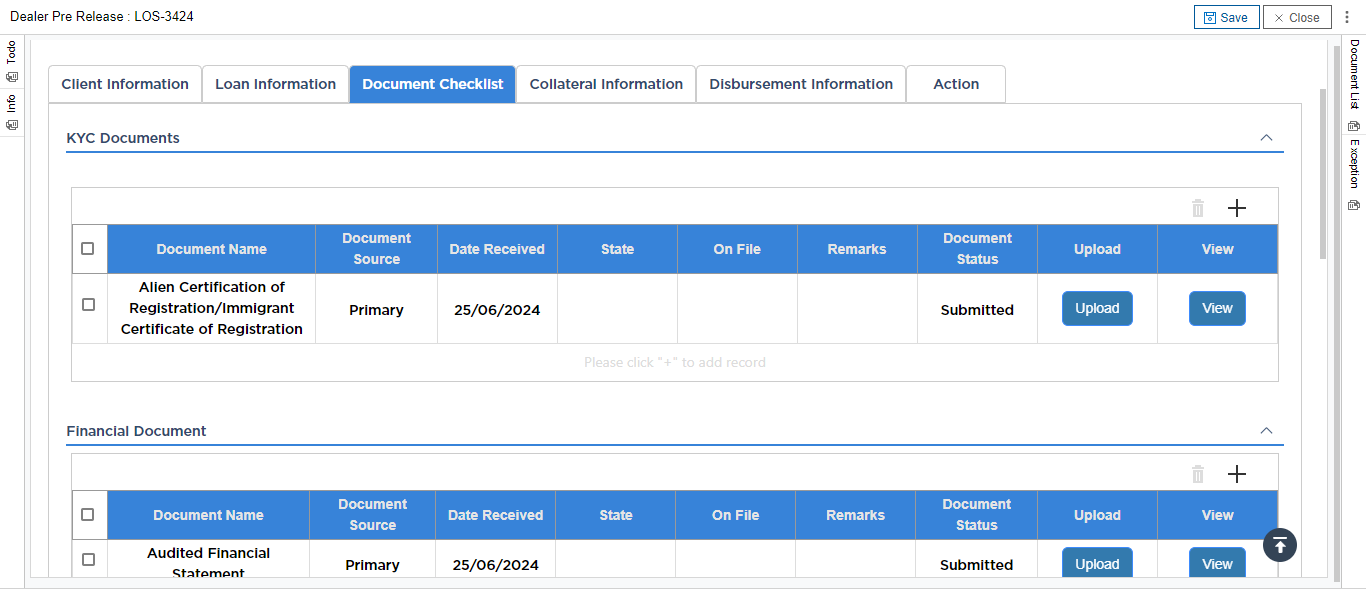 Dealer Pre Release : LOS-3424
Save
Close
Todo
Info
Document List
Exception
Client Information
Loan Information
Document Checklist
Collateral Information
Disbursement Information
Action
KYC Documents
Document Name
Document
Source
Date Received
State
On File
Remarks
Document
Status
Upload
View
Alien Certification of
Registration/Immigrant
Certificate of Registration
Primary
25/06/2024
Submitted
Upload
View
Please click "+" to add record
Financial Document
Document Name
Document
Source
Date Received
State
On File
Remarks
Document
Status
Upload
View
Audited Financial
Statement
Primary
25/06/2024
Submitted
Upload
View